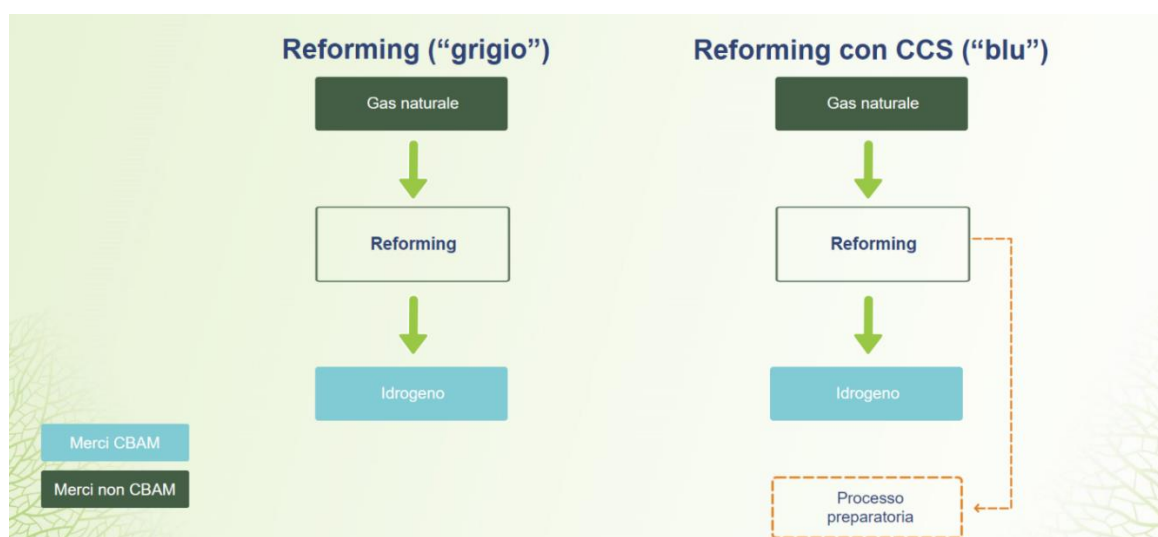 Reforming (“grigio”)
Gas naturale
Reforming
Idrogeno
Reforming con CCS (“blu”)
Gas naturale
Reforming
Idrogeno
Processo
preparatoria
Merci CBAM
Merci non CBAM